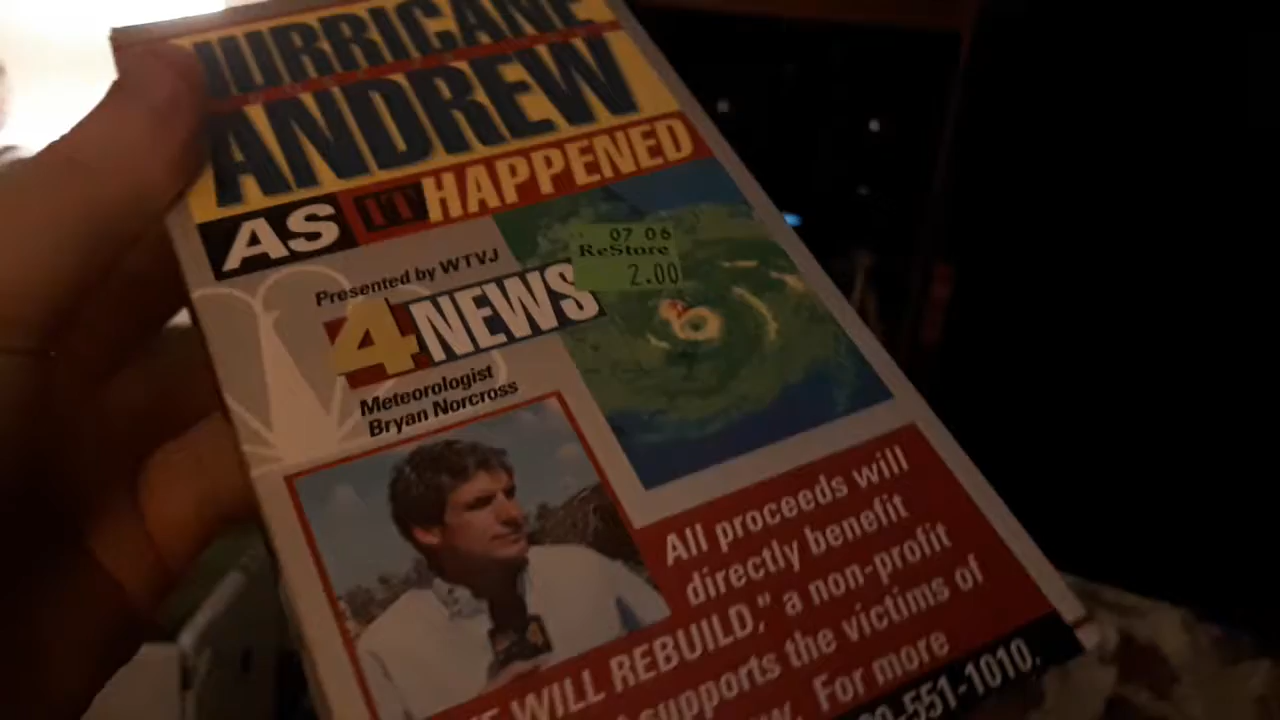 HURRICANE
ANDREW
AS IT HAPPENED
Presented by WTVJ
4 NEWS
07 06
ReStore
2.00
Meteorologist
Bryan Norcross
All proceeds will
directly benefit
WE WILL REBUILD," a non-profit
supports the victims of
For more
551-1010.
4